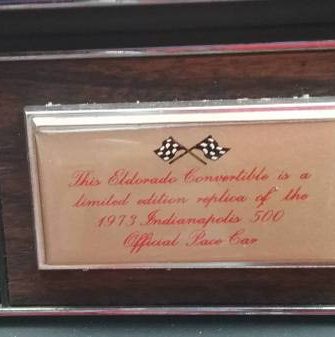 This Eldorado Convertible is a
limited edition replica of the
1973 Indianapolis 500
Official Pace Car